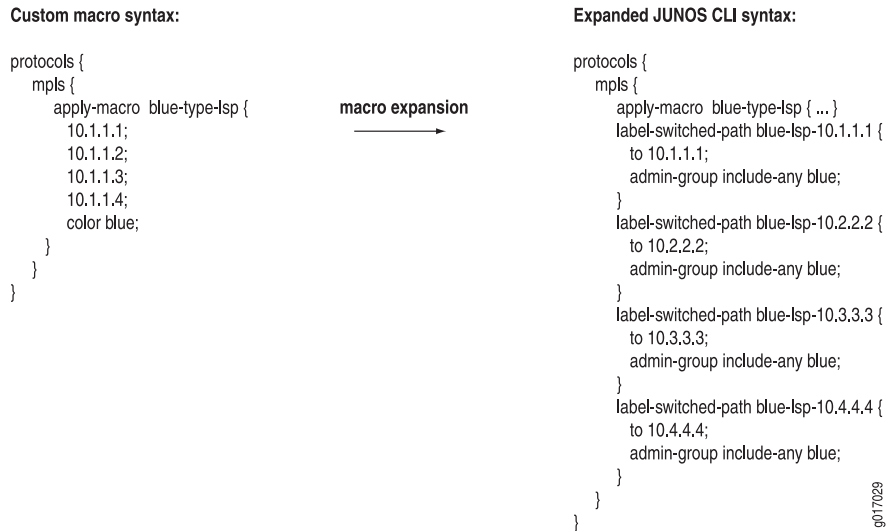 Custom macro syntax:
protocols {
mpls {
apply-macro blue-type-lsp {
10.1.1.1;
10.1.1.2;
10.1.1.3;
10.1.1.4;
color blue;
}
}
}
macro expansion
Expanded JUNOS CLI syntax:
protocols {
mpls {
apply-macro blue-type-lsp { ... }
label-switched-path blue-lsp-10.1.1.1 {
to 10.1.1.1;
admin-group include-any blue;
}
label-switched-path blue-lsp-10.2.2.2 {
to 10.2.2.2;
admin-group include-any blue;
}
label-switched-path blue-lsp-10.3.3.3 {
to 10.3.3.3;
admin-group include-any blue;
}
label-switched-path blue-lsp-10.4.4.4 {
to 10.4.4.4;
admin-group include-any blue;
}
}
}
g017029